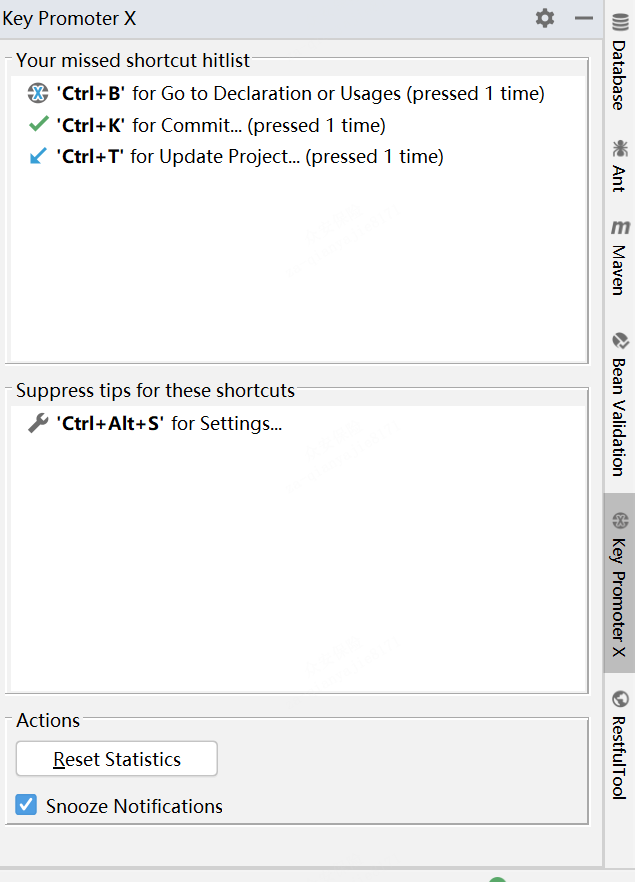 Key Promoter X
Your missed shortcut hitlist
'Ctrl+B' for Go to Declaration or Usages (pressed 1 time)
'Ctrl+K' for Commit... (pressed 1 time)
'Ctrl+T' for Update Project... (pressed 1 time)
Suppress tips for these shortcuts
'Ctrl+Alt+S' for Settings...
Actions
Reset Statistics
Snooze Notifications
Database
Ant
m Maven
Bean Validation
Key Promoter X
RestfulTool